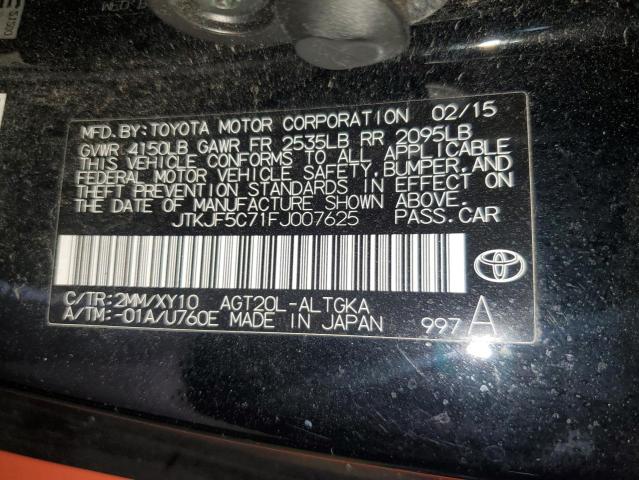 MFD. BY: TOYOTA MOTOR CORPORATION 02/15
GVWR 4150LB GAWR FR 2535LB RR 2095LB
THIS VEHICLE CONFORMS TO ALL APPLICABLE
FEDERAL MOTOR VEHICLE SAFETY, BUMPER, AND
THEFT PREVENTION STANDARDS IN EFFECT ON
THE DATE OF MANUFACTURE SHOWN ABOVE.
JTKJF5C71FJ007625 PASS. CAR
C/TR: 2MM/XY10 AGT20L-ALTGKA
A/TM: -01A/U760E MADE IN JAPAN 997 A